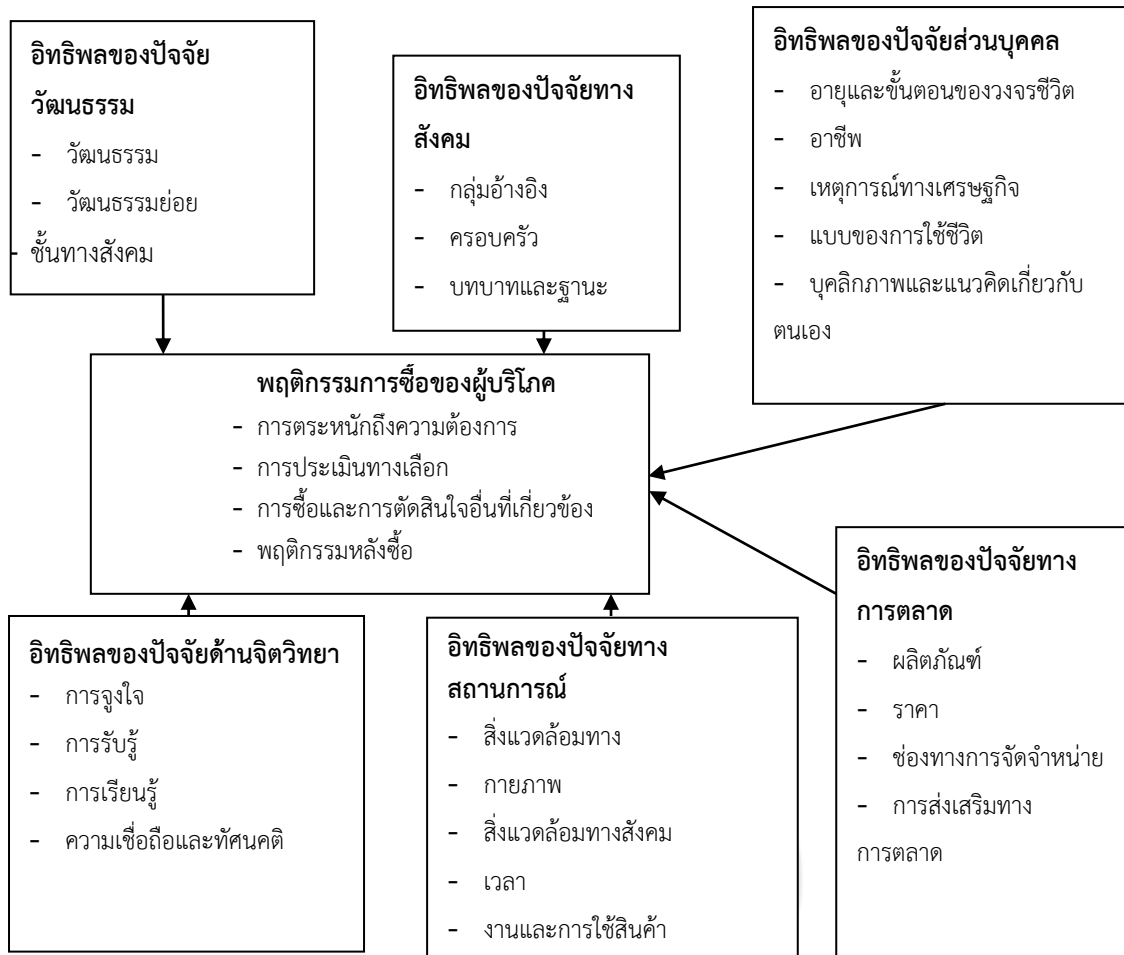 อิทธิพลของปัจจัย
วัฒนธรรม
- วัฒนธรรม
- วัฒนธรรมย่อย
- ชั้นทางสังคม
อิทธิพลของปัจจัยทาง
สังคม
- กลุ่มอ้างอิง
- ครอบครัว
- บทบาทและฐานะ
อิทธิพลของปัจจัยส่วนบุคคล
- อายุและขั้นตอนของวงจรชีวิต
- อาชีพ
- เหตุการณ์ทางเศรษฐกิจ
- แบบของการใช้ชีวิต
- บุคลิกภาพและแนวคิดเกี่ยวกับ
ตนเอง
พฤติกรรมการซื้อของผู้บริโภค
- การตระหนักถึงความต้องการ
- การประเมินทางเลือก
- การซื้อและการตัดสินใจอื่นที่เกี่ยวข้อง
- พฤติกรรมหลังซื้อ
อิทธิพลของปัจจัยด้านจิตวิทยา
- การจูงใจ
- การรับรู้
- การเรียนรู้
- ความเชื่อถือและทัศนคติ
อิทธิพลของปัจจัยทาง
สถานการณ์
- สิ่งแวดล้อมทาง
- กายภาพ
- สิ่งแวดล้อมทางสังคม
- เวลา
- งานและการใช้สินค้า
อิทธิพลของปัจจัยทาง
การตลาด
- ผลิตภัณฑ์
- ราคา
- ช่องทางการจัดจำหน่าย
- การส่งเสริมทาง
การตลาด